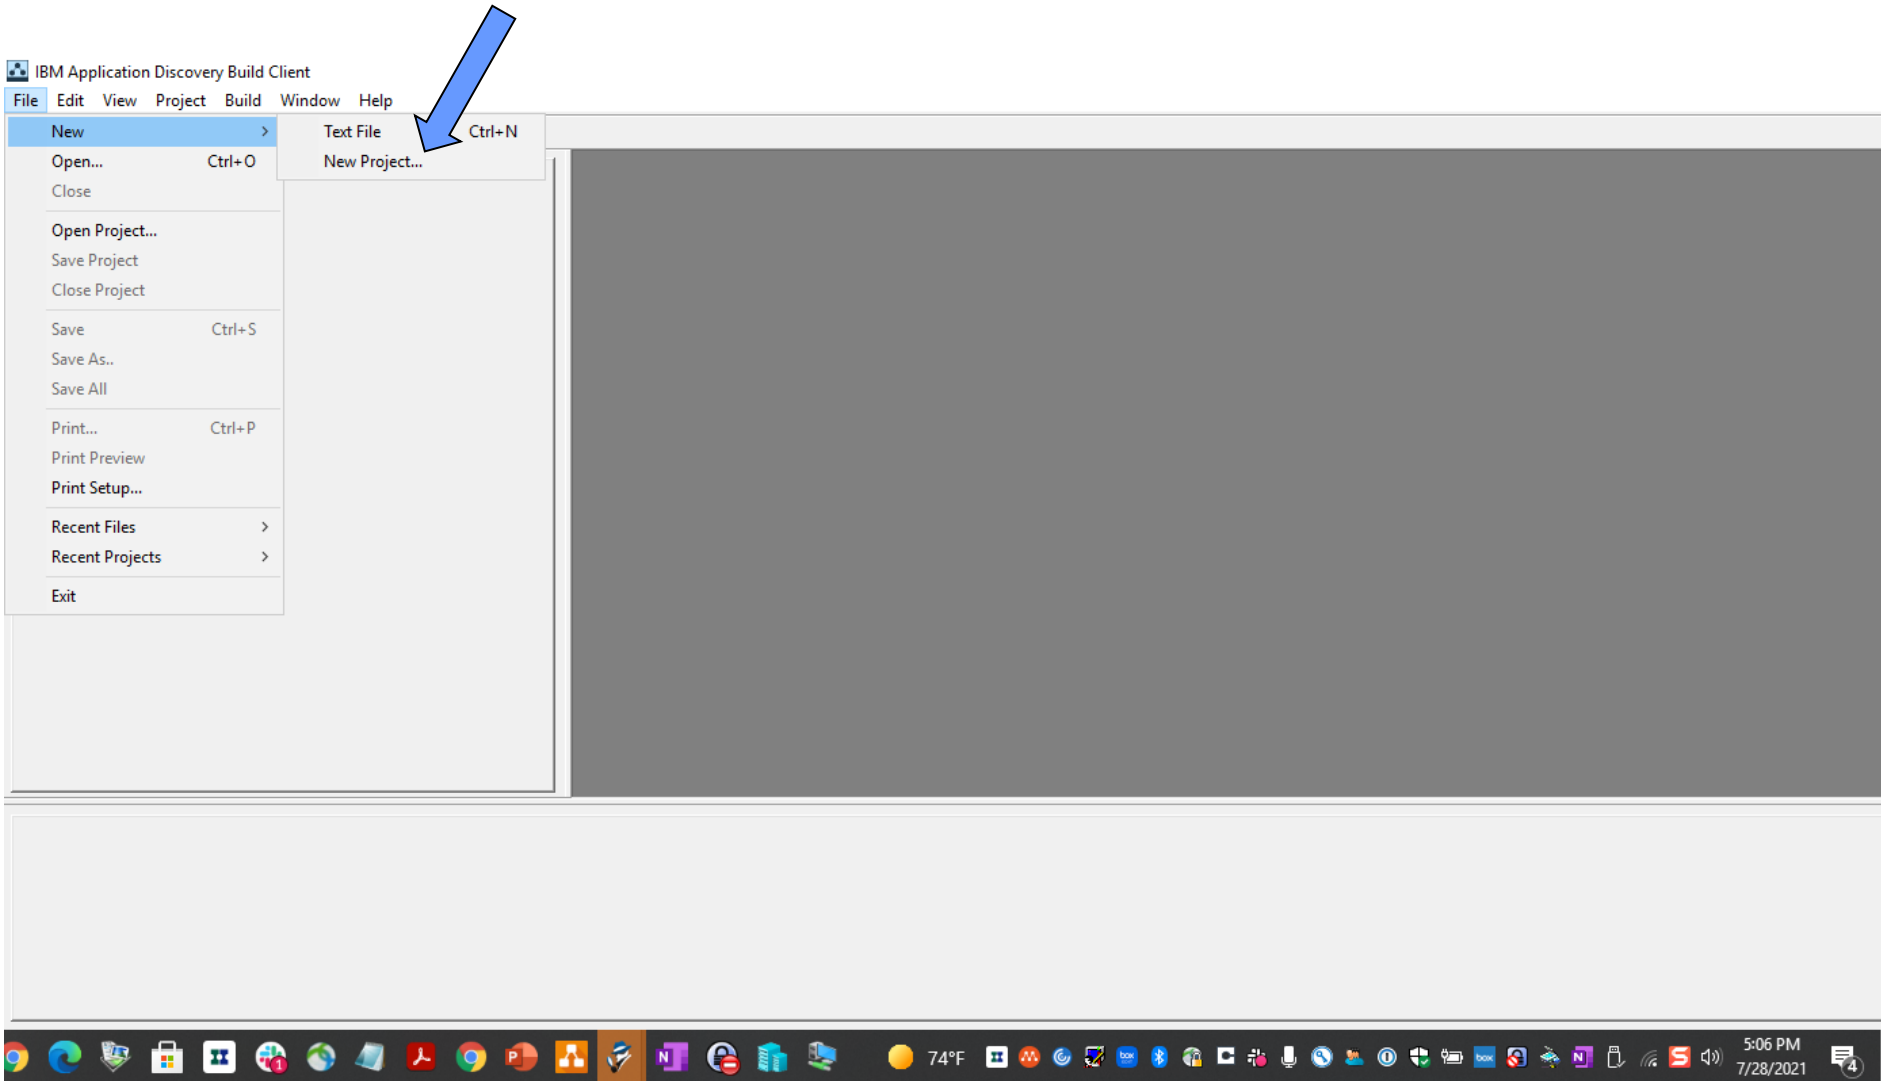 IBM Application Discovery Build Client
File Edit View Project Build Window Help
New
Text File Ctrl+N
Open... Ctrl+O
New Project...
Close
Open Project...
Save Project
Close Project
Save Ctrl+S
Save As..
Save All
Print... Ctrl+P
Print Preview
Print Setup...
Recent Files
Recent Projects
Exit
74°F
5:06 PM
7/28/2021
4